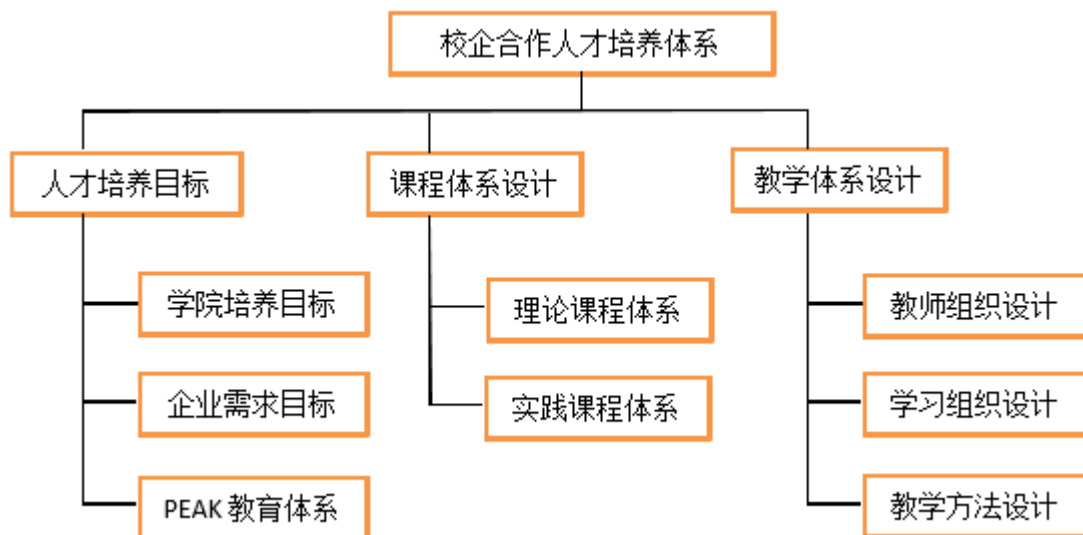 校企合作人才培养体系
人才培养目标
课程体系设计
教学体系设计
学院培养目标
企业需求目标
PEAK 教育体系
理论课程体系
实践课程体系
教师组织设计
学习组织设计
教学方法设计